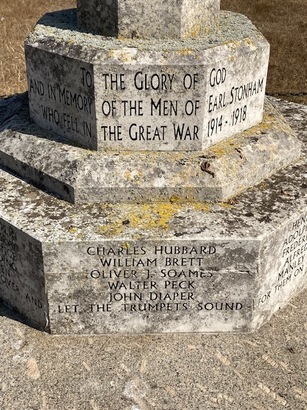 TO THE GLORY OF GOD
AND IN MEMORY OF THE MEN OF EARL STONHAM
WHO FELL IN THE GREAT WAR 1914 - 1918
CHARLES HUBBARD
WILLIAM BRETT
OLIVER J. SOAMES
WALTER PECK
JOHN DIAPER
AND LET THE TRUMPETS SOUND FOR THEM